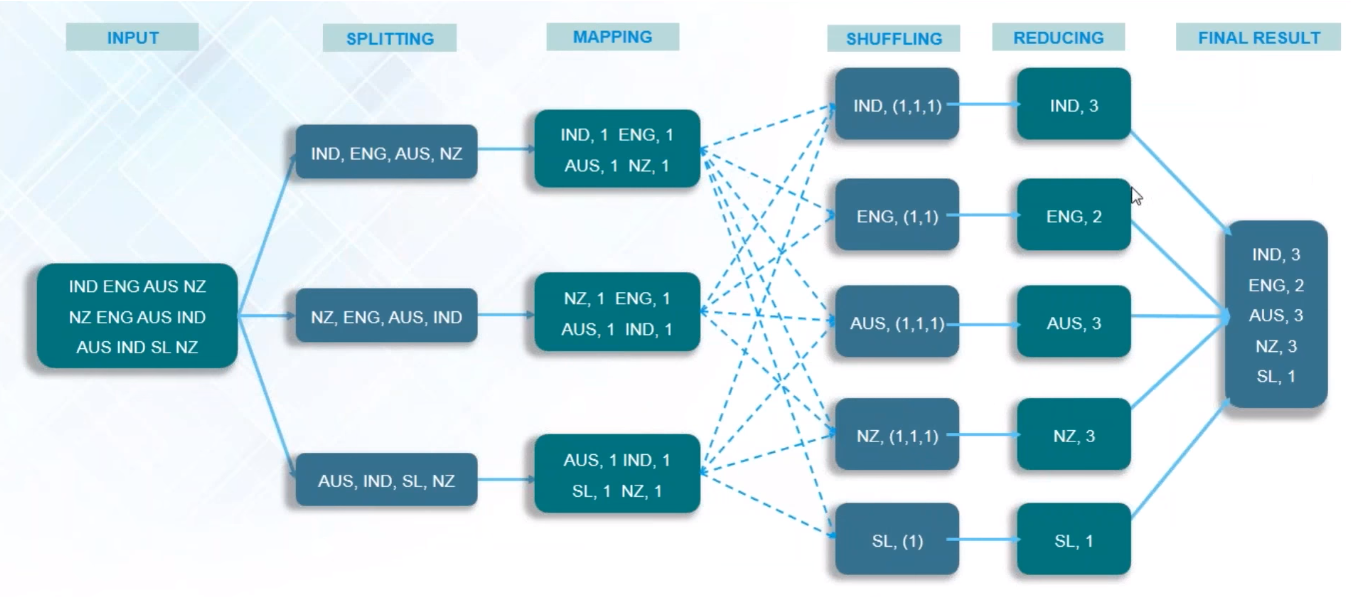 INPUT
SPLITTING
MAPPING
SHUFFLING
REDUCING
FINAL RESULT
IND ENG AUS NZ
NZ ENG AUS IND
AUS IND SL NZ
IND, ENG, AUS, NZ
NZ, ENG, AUS, IND
AUS, IND, SL, NZ
IND, 1 ENG, 1
AUS, 1 NZ, 1
NZ, 1 ENG, 1
AUS, 1 IND, 1
AUS, 1 IND, 1
SL, 1 NZ, 1
IND, (1,1,1)
ENG, (1,1)
AUS, (1,1,1)
NZ, (1,1,1)
SL, (1)
IND, 3
ENG, 2
AUS, 3
NZ, 3
SL, 1
IND, 3
ENG, 2
AUS, 3
NZ, 3
SL, 1